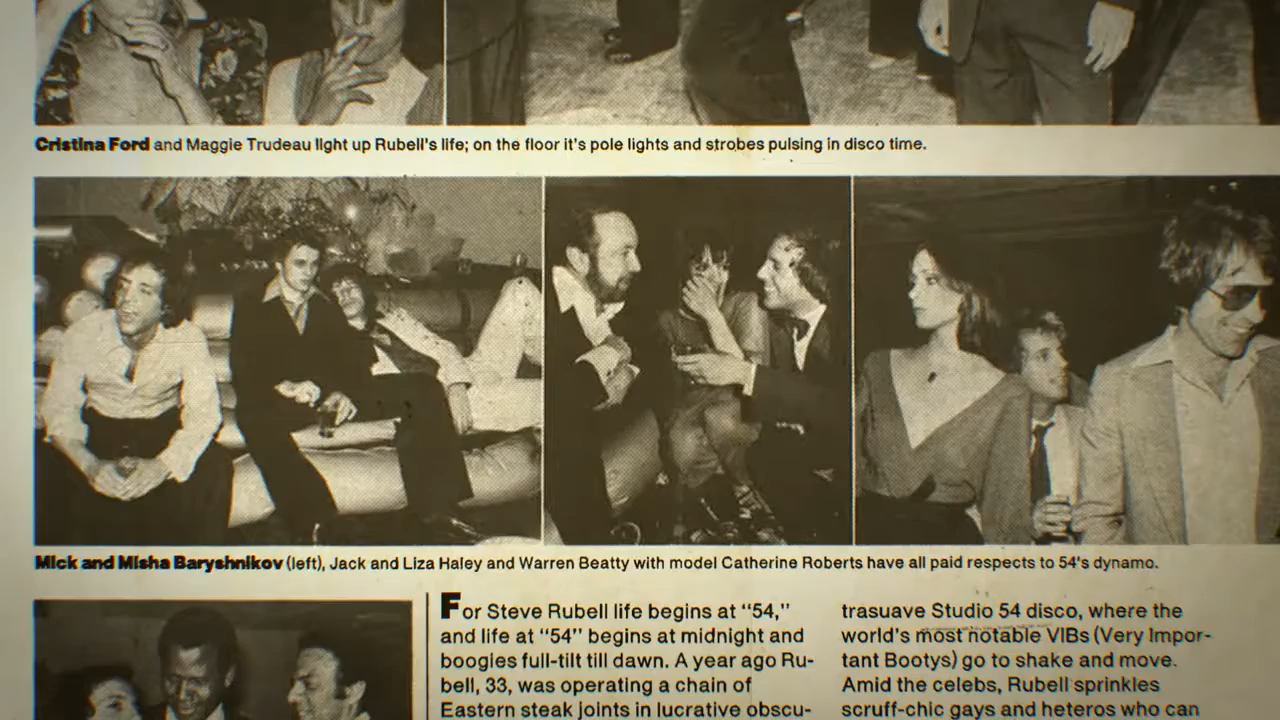 Cristina Ford and Maggie Trudeau light up Rubell's life; on the floor it's pole lights and strobes pulsing in disco time.
Mick and Misha Baryshnikov (left), Jack and Liza Haley and Warren Beatty with model Catherine Roberts have all paid respects to 54's dynamo.
For Steve Rubell life begins at “54,”
and life at “54” begins at midnight and
boogies full-tilt till dawn. A year ago Ru-
bell, 33, was operating a chain of
Eastern steak joints in lucrative obscu-
trasuave Studio 54 disco, where the
world's most notable VIBs (Very Impor-
tant Bootys) go to shake and move.
Amid the celebs, Rubell sprinkles
scruff-chic gays and heteros who can